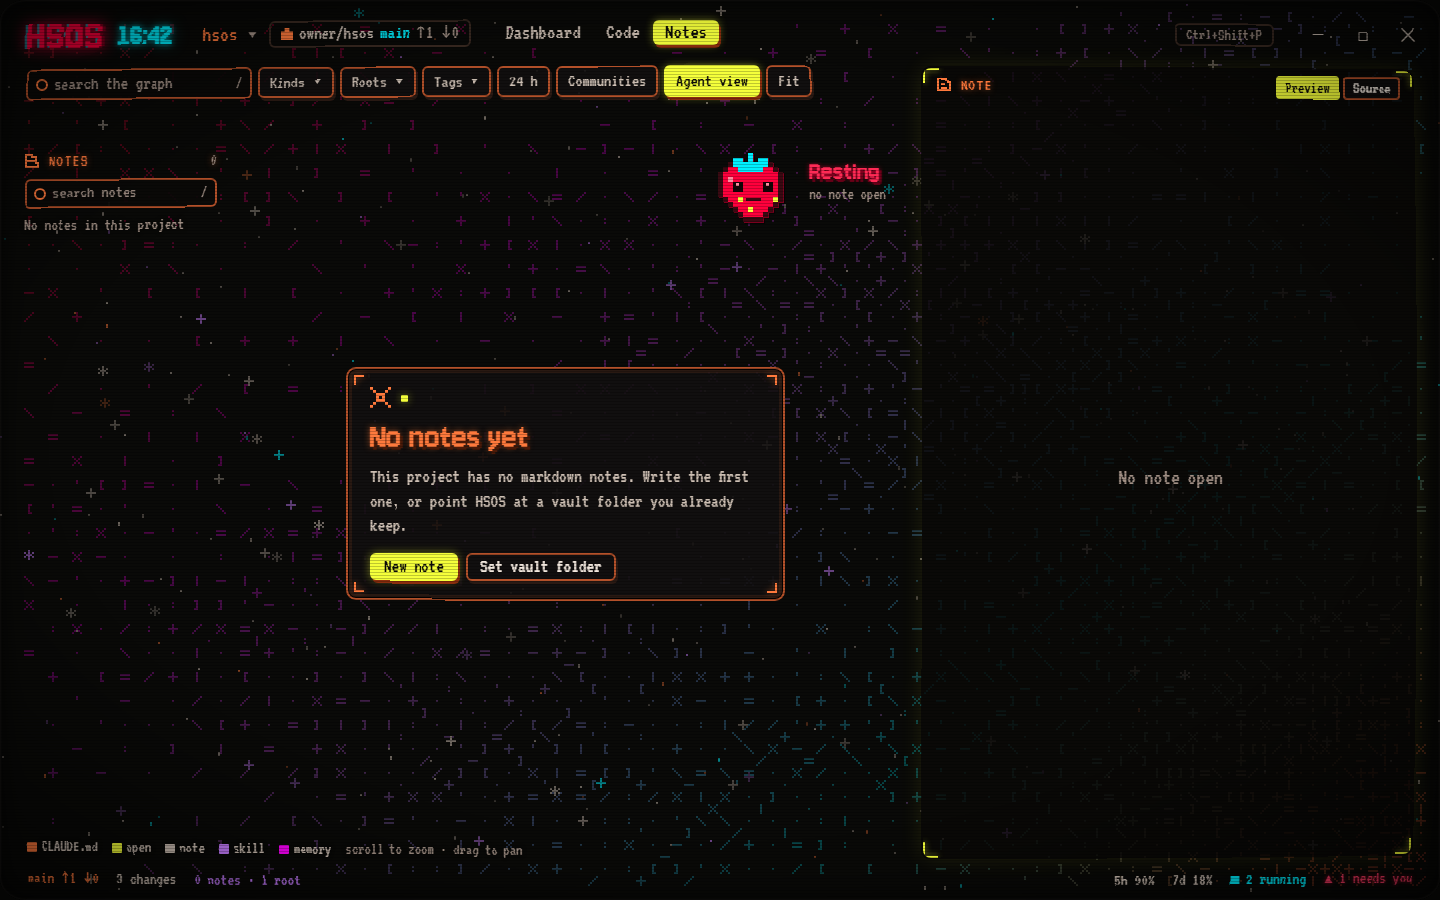 HSOS 16:42 hsos owner/hsos main ↑1 ↓0 Dashboard Code Notes Ctrl+Shift+P
search the graph / Kinds Roots Tags 24 h Communities Agent view Fit
NOTE Preview Source
NOTES 0
search notes /
No notes in this project
Resting
no note open
No notes yet
This project has no markdown notes. Write the first
one, or point HSOS at a vault folder you already
keep.
New note Set vault folder
No note open
CLAUDE.md open note skill memory scroll to zoom · drag to pan
main ↑1 ↓0 3 changes 0 notes · 1 root 5h 90% 7d 18% 2 running 1 needs you